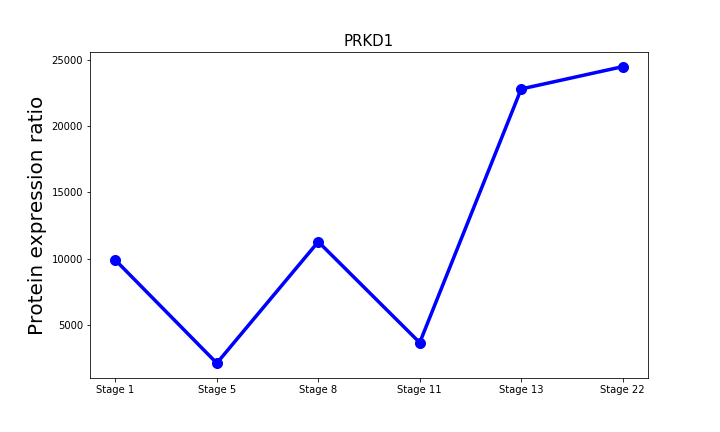 PRKD1
Protein expression ratio
25000
20000
15000
10000
5000
Stage 1 Stage 5 Stage 8 Stage 11 Stage 13 Stage 22